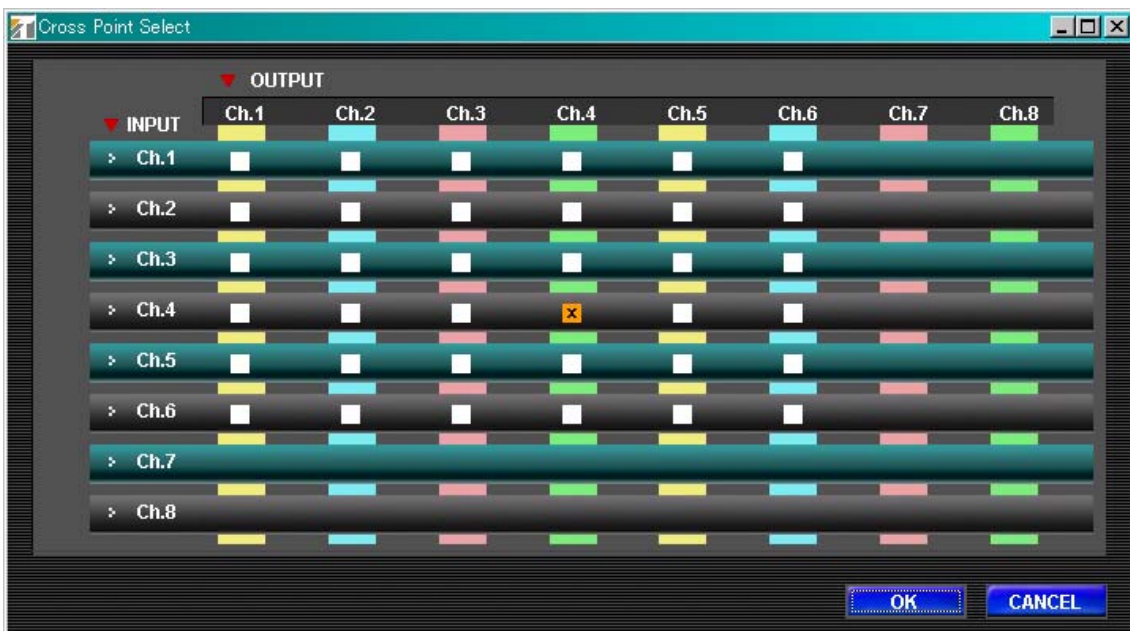 Cross Point Select
OUTPUT
INPUT
Ch.1 Ch.2 Ch.3 Ch.4 Ch.5 Ch.6 Ch.7 Ch.8
Ch.1
Ch.2
Ch.3
Ch.4 x
Ch.5
Ch.6
Ch.7
Ch.8
OK CANCEL